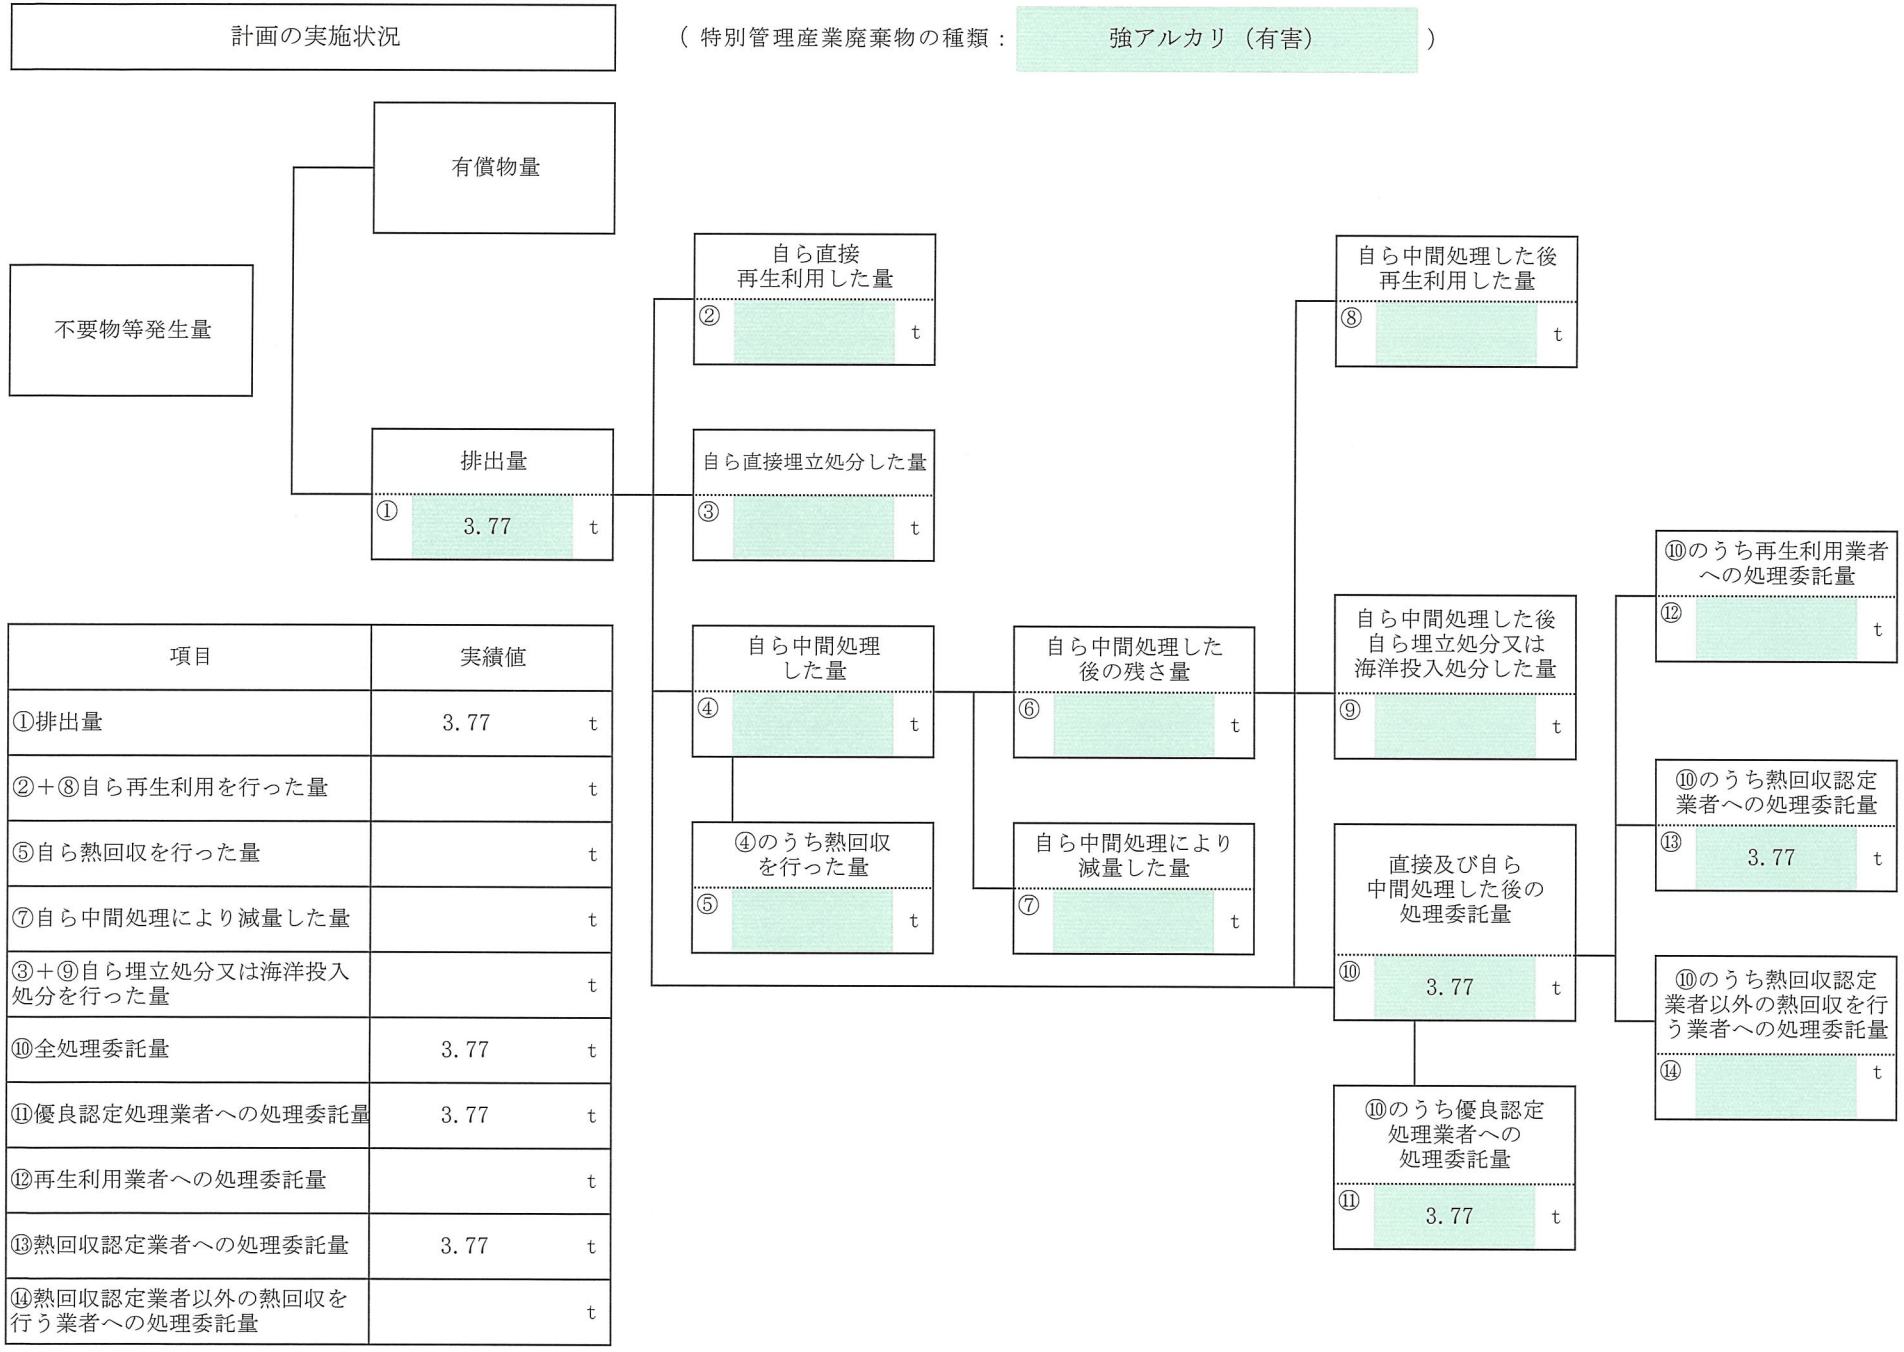 計画の実施状況
（ 特別管理産業廃棄物の種類： 強アルカリ（有害） ）
有償物量
不要物等発生量
排出量
① 3.77 t
自ら直接
再生利用した量
② t
自ら直接埋立処分した量
③ t
自ら中間処理
した量
④ t
④のうち熱回収
を行った量
⑤ t
自ら中間処理した
後の残さ量
⑥ t
自ら中間処理により
減量した量
⑦ t
自ら中間処理した後
再生利用した量
⑧ t
自ら中間処理した後
自ら埋立処分又は
海洋投入処分した量
⑨ t
直接及び自ら
中間処理した後の
処理委託量
⑩ 3.77 t
⑩のうち優良認定
処理業者への
処理委託量
⑪ 3.77 t
⑩のうち再生利用業者
への処理委託量
⑫ t
⑩のうち熱回収認定
業者への処理委託量
⑬ 3.77 t
⑩のうち熱回収認定
業者以外の熱回収を行
う業者への処理委託量
⑭ t
項目 実績値
①排出量 3.77 t
②＋⑧自ら再生利用を行った量 t
⑤自ら熱回収を行った量 t
⑦自ら中間処理により減量した量 t
③＋⑨自ら埋立処分又は海洋投入
処分を行った量 t
⑩全処理委託量 3.77 t
⑪優良認定処理業者への処理委託量 3.77 t
⑫再生利用業者への処理委託量 t
⑬熱回収認定業者への処理委託量 3.77 t
⑭熱回収認定業者以外の熱回収を
行う業者への処理委託量 t